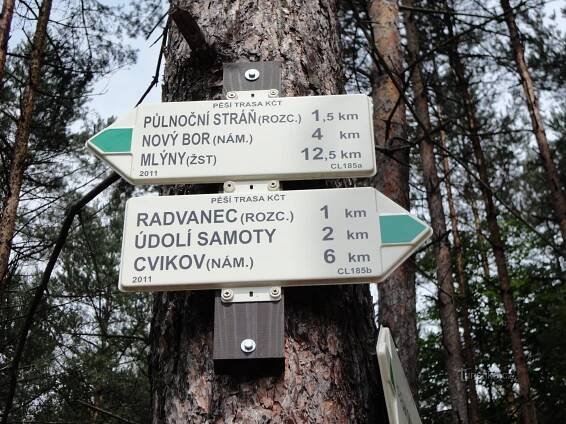 PĚŠÍ TRASA KČT
PŮLNOČNÍ STRÁŇ (ROZC.) 1,5 KM
NOVÝ BOR (NÁM.) 4 KM
MLÝNY (ŽST) 12,5 KM
2011 CL185a
PĚŠÍ TRASA KČT
RADVANEC (ROZC.) 1 KM
ÚDOLÍ SAMOTY 2 KM
CVIKOV (NÁM.) 6 KM
2011 CL185b